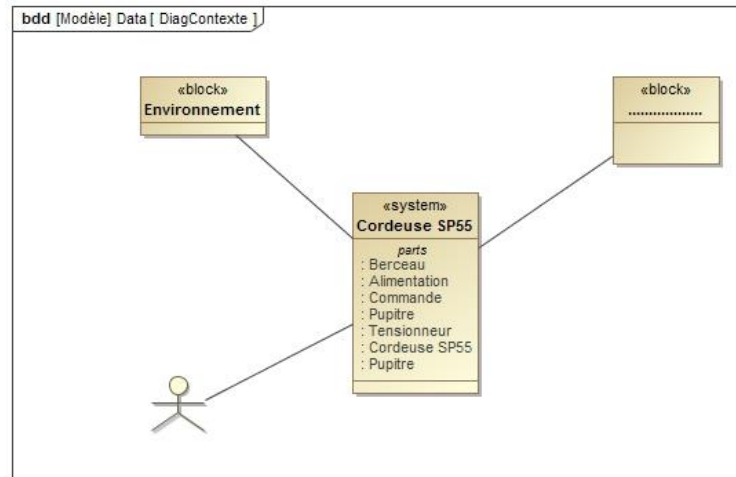 bdd [Modèle] Data [ DiagContexte ]
«block»
Environnement
«block»
..................
«system»
Cordeuse SP55
parts
: Berceau
: Alimentation
: Commande
: Pupitre
: Tensionneur
: Cordeuse SP55
: Pupitre